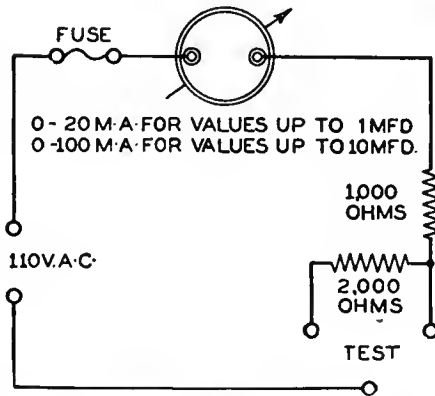 FUSE
0-20 M·A·FOR VALUES UP TO 1MFD
0-100 M·A·FOR VALUES UP TO 10MFD.
1,000
OHMS
110V.A·C·
2,000
OHMS
TEST